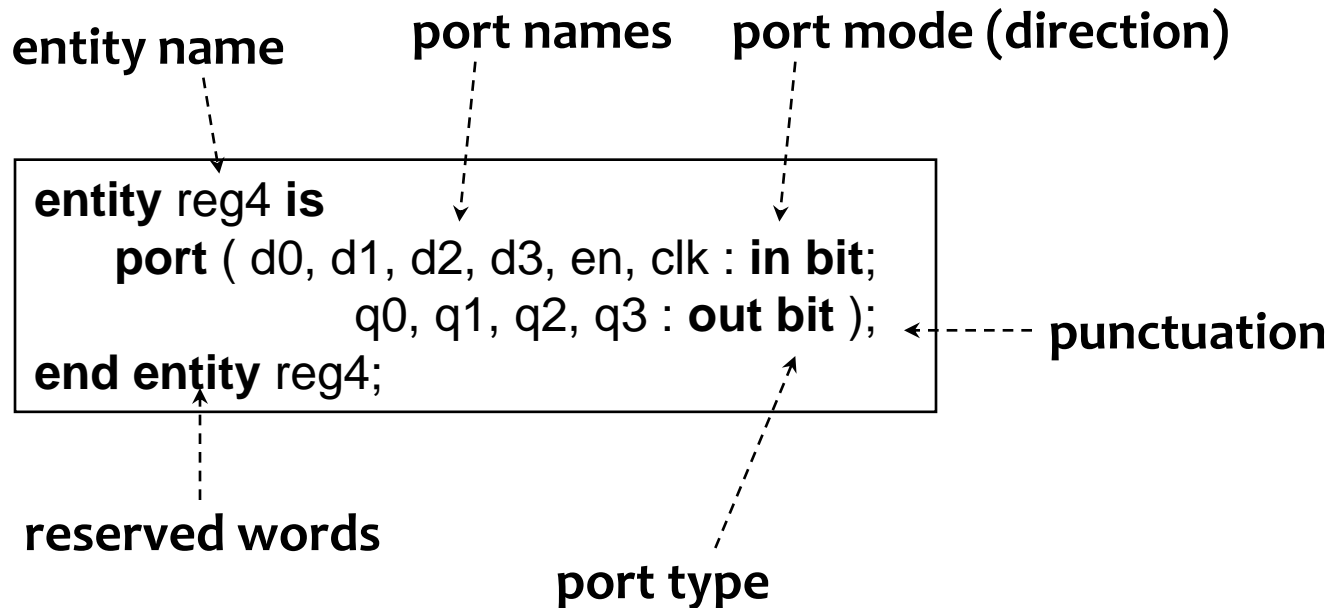 entity name
port names
port mode (direction)
entity reg4 is
port ( d0, d1, d2, d3, en, clk : in bit;
q0, q1, q2, q3 : out bit );
punctuation
end entity reg4;
reserved words
port type